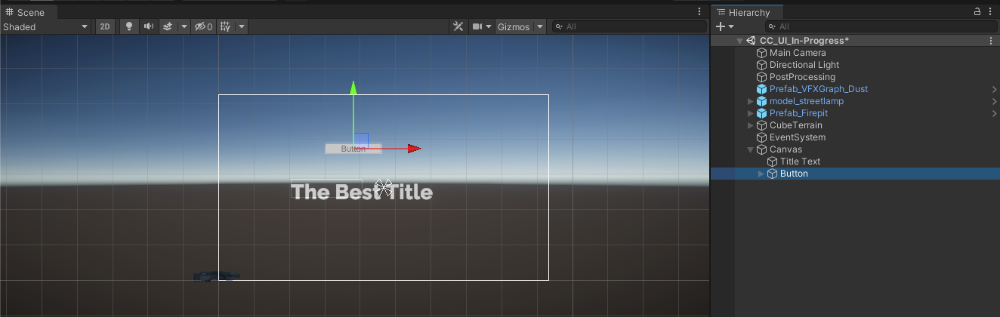 Scene
Shaded
2D
0
Gizmos
All
Button
The Best Title
Hierarchy
All
CC_UI_In-Progress*
Main Camera
Directional Light
PostProcessing
Prefab_VFXGraph_Dust
model_streetlamp
Prefab_Firepit
CubeTerrain
EventSystem
Canvas
Title Text
Button